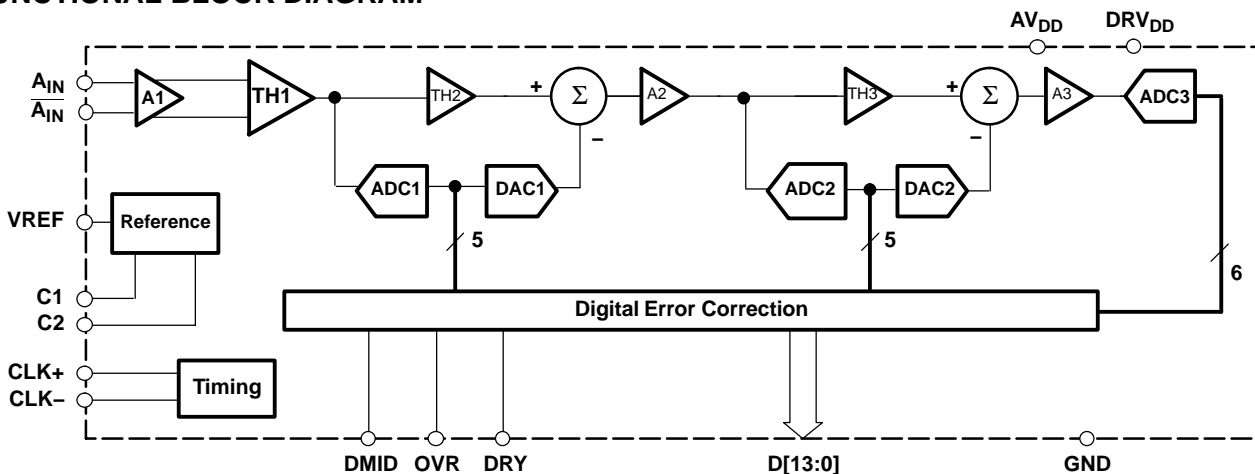 FUNCTIONAL BLOCK DIAGRAM
AVDD DRVDD
AIN
AIN
A1
TH1
TH2
+
Σ
−
A2
TH3
+
Σ
−
A3
ADC3
ADC1
DAC1
ADC2
DAC2
VREF
Reference
5
5
6
C1
C2
Digital Error Correction
CLK+
CLK−
Timing
DMID OVR DRY D[13:0] GND